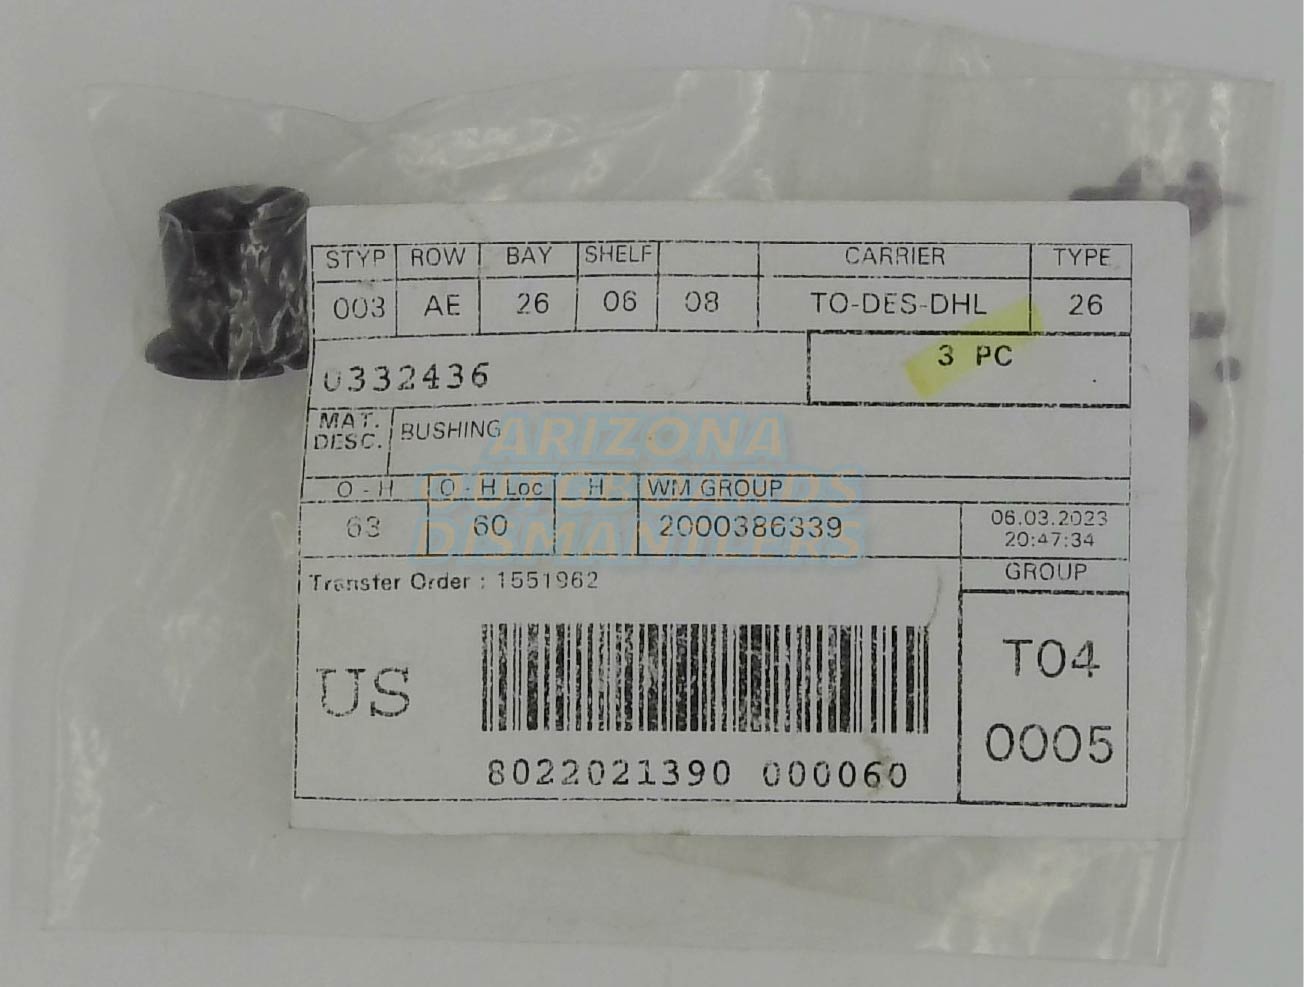 STYP ROW BAY SHELF CARRIER TYPE
003 AE 26 06 08 TO-DES-DHL 26
0332436 3 PC
MAT. DESC. BUSHING
ARIZONA
OUTBOARDS
DISMANTLERS
O - H O - H Loc H WM GROUP
63 60 2000386339 06.03.2023
20:47:34
Transfer Order : 1551962 GROUP
US T04
0005
8022021390 000060